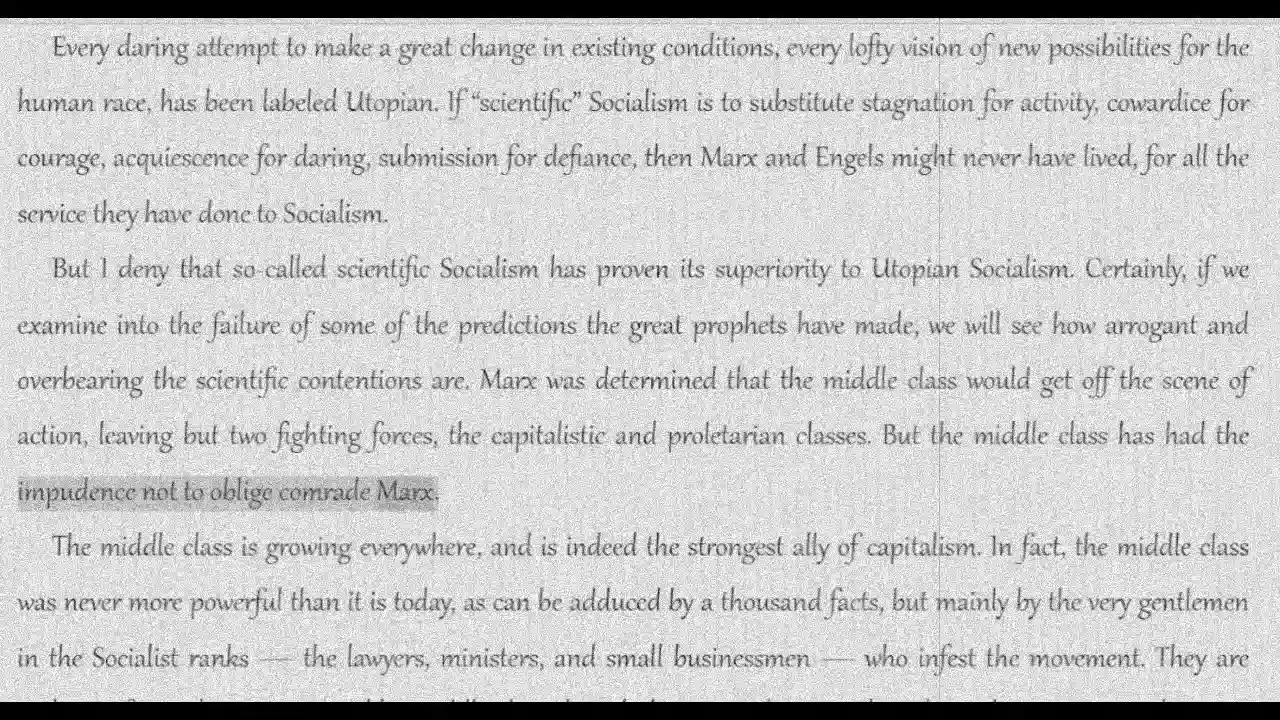 Every daring attempt to make a great change in existing conditions, every lofty vision of new possibilities for the
human race, has been labeled Utopian. If “scientific” Socialism is to substitute stagnation for activity, cowardice for
courage, acquiescence for daring, submission for defiance, then Marx and Engels might never have lived, for all the
service they have done to Socialism.
But I deny that so-called scientific Socialism has proven its superiority to Utopian Socialism. Certainly, if we
examine into the failure of some of the predictions the great prophets have made, we will see how arrogant and
overbearing the scientific contentions are. Marx was determined that the middle class would get off the scene of
action, leaving but two fighting forces, the capitalistic and proletarian classes. But the middle class has had the
impudence not to oblige comrade Marx.
The middle class is growing everywhere, and is indeed the strongest ally of capitalism. In fact, the middle class
was never more powerful than it is today, as can be adduced by a thousand facts, but mainly by the very gentlemen
in the Socialist ranks — the lawyers, ministers, and small businessmen — who infest the movement. They are